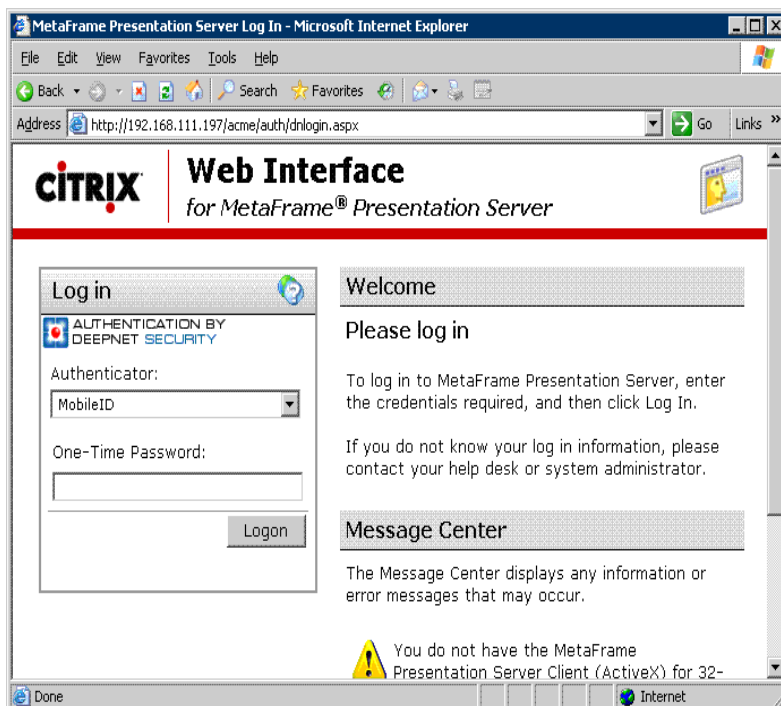 MetaFrame Presentation Server Log In - Microsoft Internet Explorer
File Edit View Favorites Tools Help
Back Search Favorites
Address http://192.168.111.197/acme/auth/dnlogin.aspx Go Links »
CİTRIX Web Interface
for MetaFrame® Presentation Server
Log in
AUTHENTICATION BY
DEEPNET SECURITY
Authenticator:
MobileID
One-Time Password:
Logon
Welcome
Please log in
To log in to MetaFrame Presentation Server, enter
the credentials required, and then click Log In.
If you do not know your log in information, please
contact your help desk or system administrator.
Message Center
The Message Center displays any information or
error messages that may occur.
You do not have the MetaFrame
Presentation Server Client (ActiveX) for 32-
Done Internet